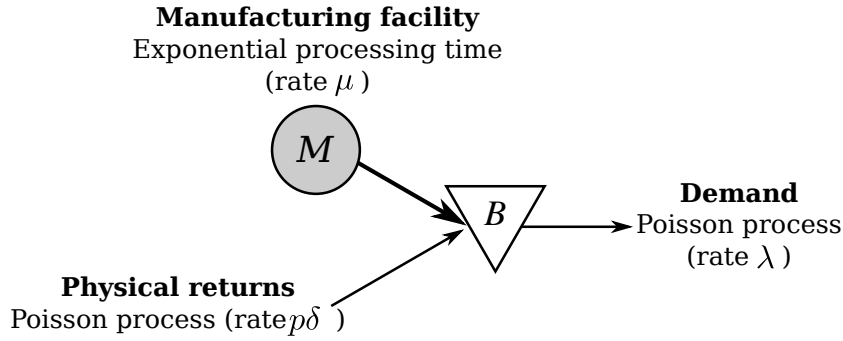 Manufacturing facility
Exponential processing time
(rate μ )
M
B
Demand
Poisson process
(rate λ )
Physical returns
Poisson process (rate pδ )